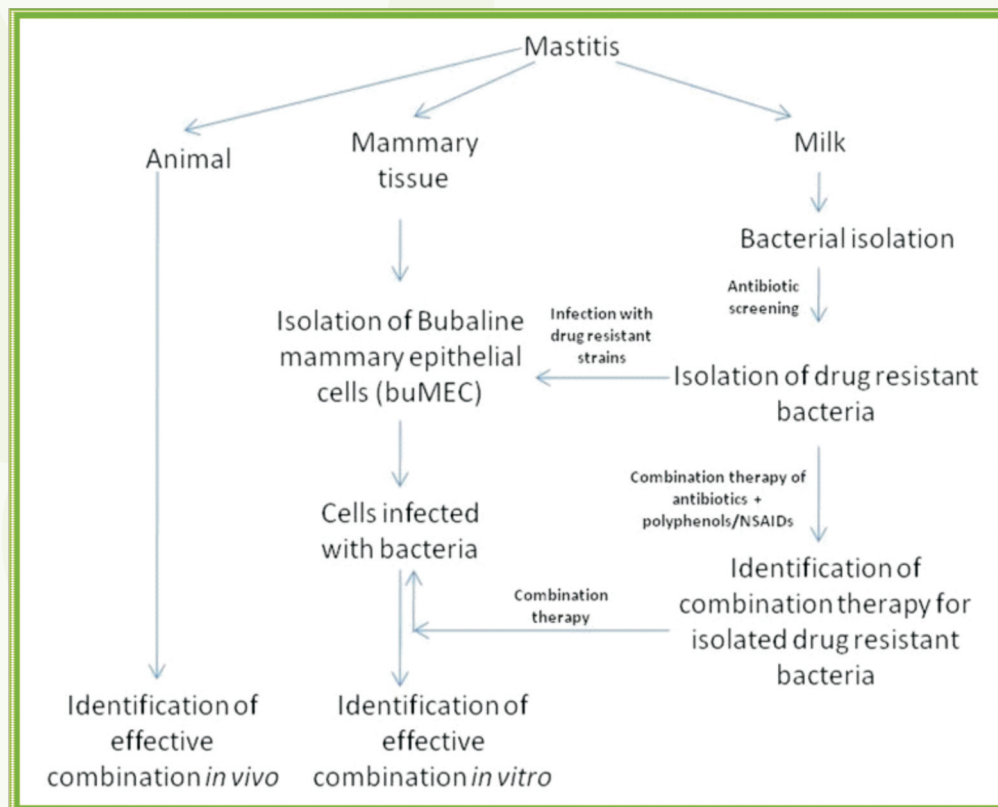 Mastitis
Animal
Mammary
tissue
Milk
Bacterial isolation
Antibiotic
screening
Isolation of Bubaline
mammary epithelial
cells (buMEC)
Infection with
drug resistant
strains
Isolation of drug resistant
bacteria
Combination therapy of
antibiotics +
polyphenols/NSAIDs
Cells infected
with bacteria
Combination
therapy
Identification of
combination therapy for
isolated drug resistant
bacteria
Identification of
effective
combination in vivo
Identification of
effective
combination in vitro